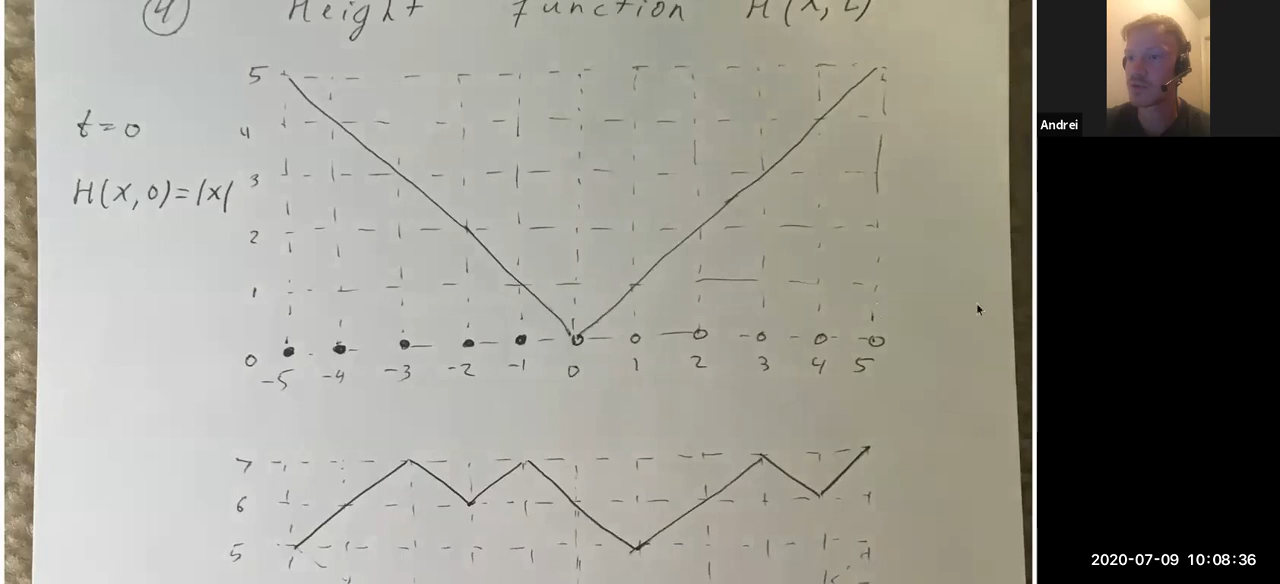 ④ Height Function H(x, t)
5
t=0
4
H(x,0)=|x|
3
2
1
0
-5 -4 -3 -2 -1 0 1 2 3 4 5
7
6
5
Andrei
2020-07-09 10:08:36